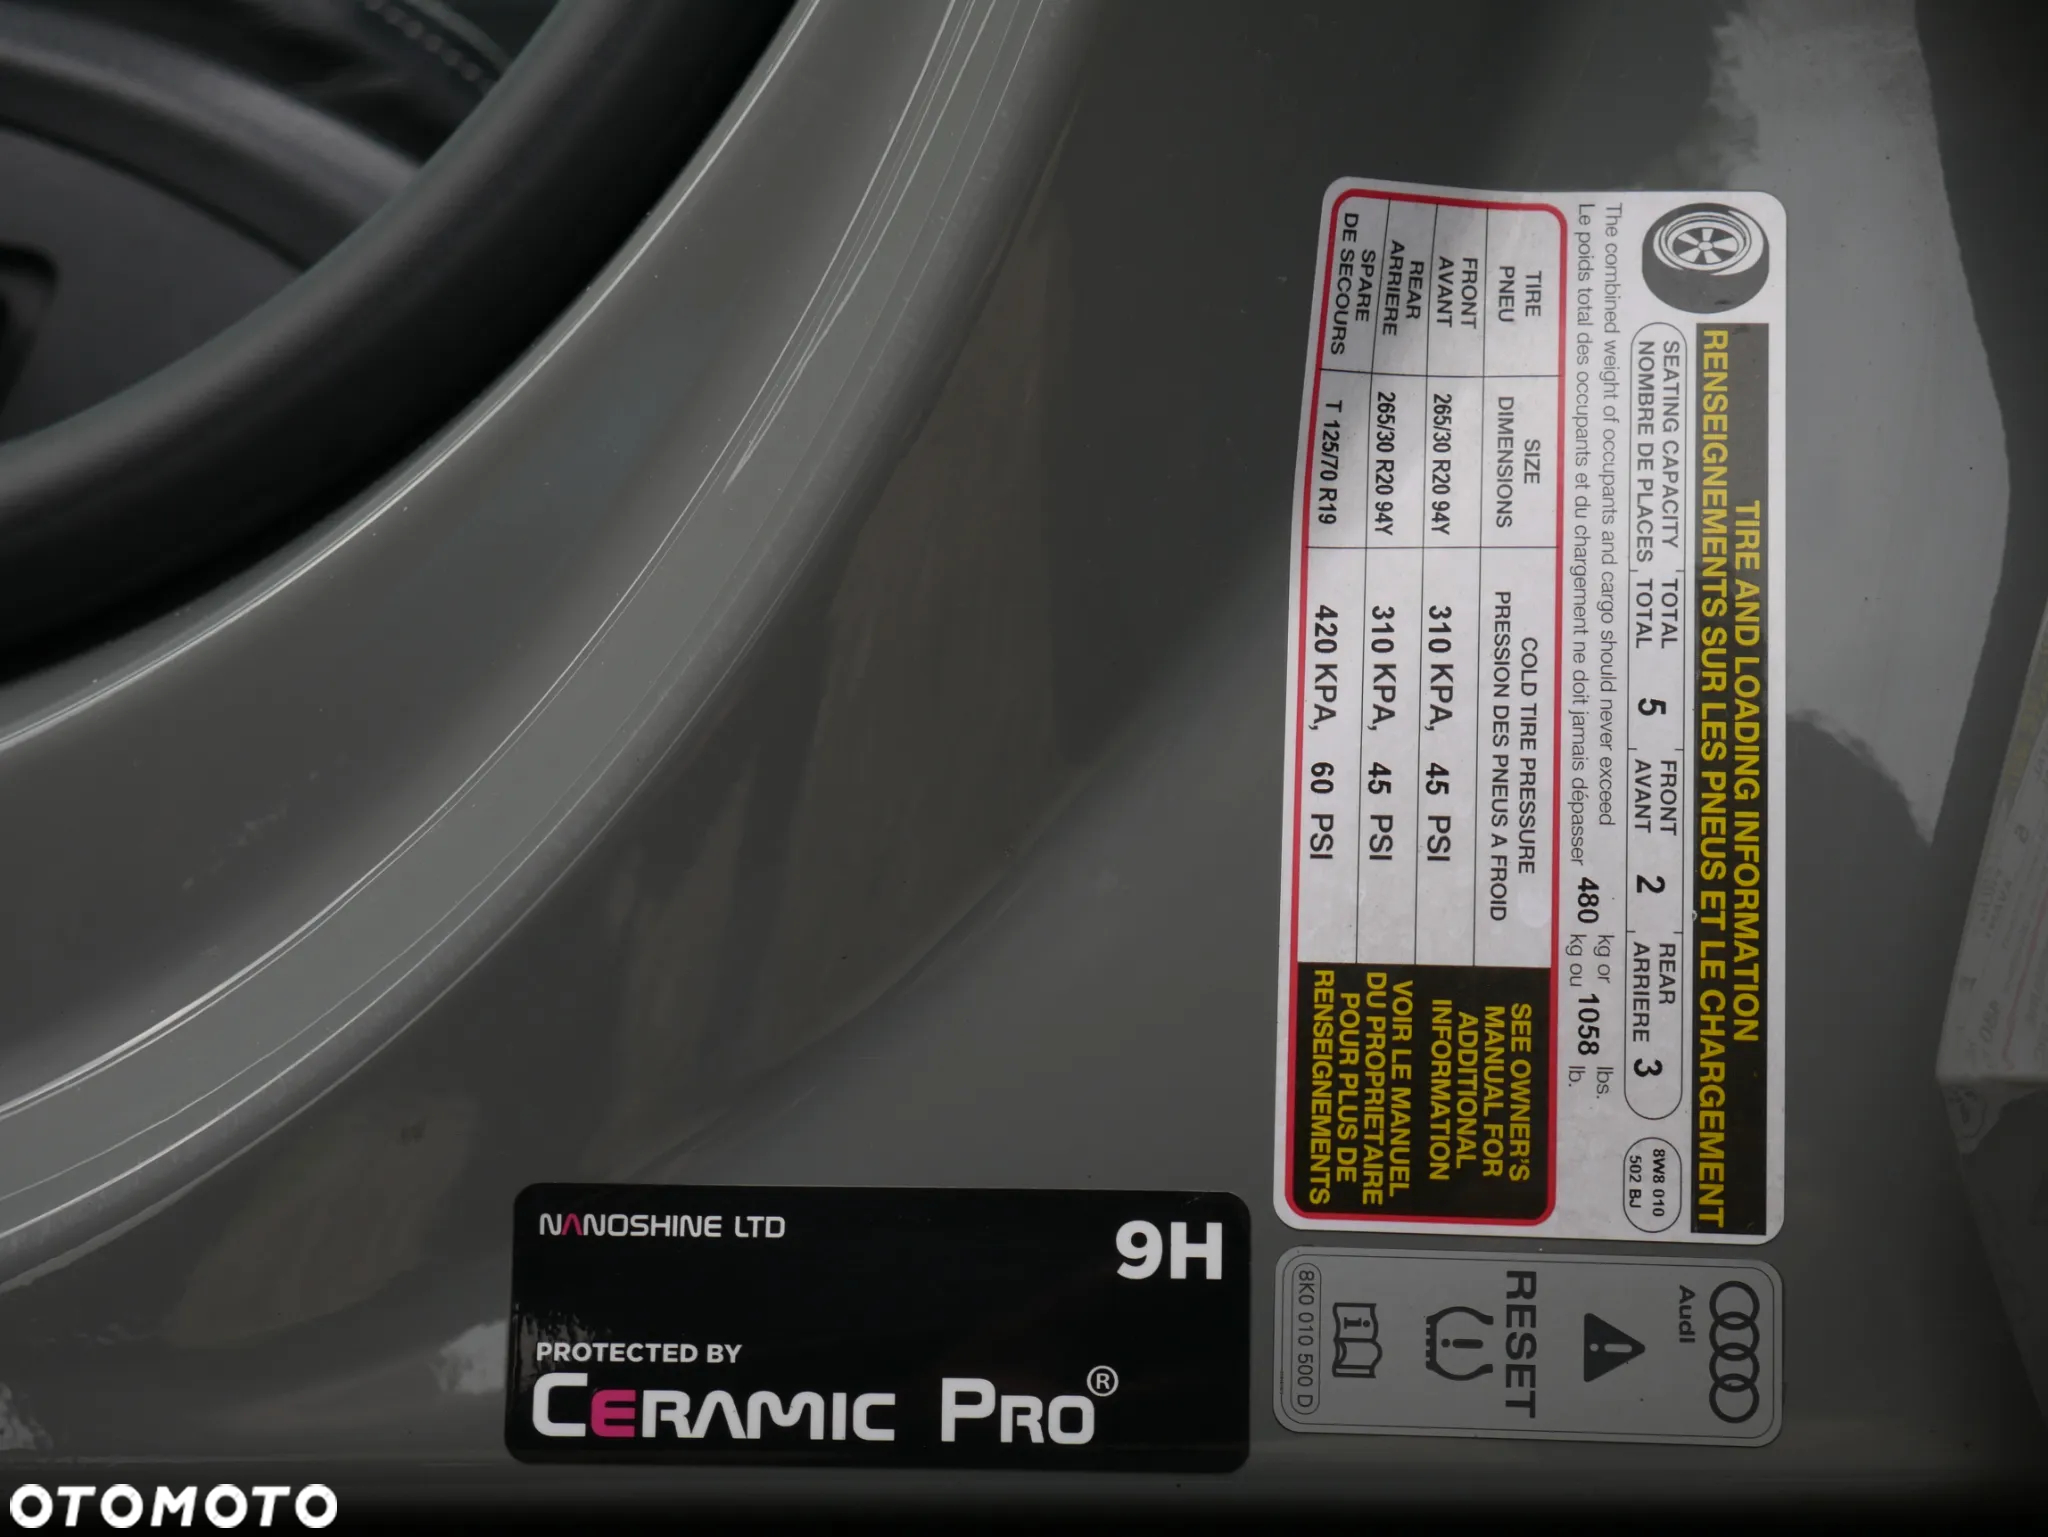 TIRE AND LOADING INFORMATION
RENSEIGNEMENTS SUR LES PNEUS ET LE CHARGEMENT
SEATING CAPACITY TOTAL 5 FRONT 2 REAR 3
NOMBRE DE PLACES TOTAL AVANT ARRIERE
8W8 010
502 BJ
The combined weight of occupants and cargo should never exceed 480 kg or 1058 lbs.
Le poids total des occupants et du chargement ne doit jamais dépasser kg ou lb.
TIRE
PNEU
SIZE
DIMENSIONS
COLD TIRE PRESSURE
PRESSION DES PNEUS A FROID
FRONT
AVANT
265/30 R20 94Y
310 KPA, 45 PSI
REAR
ARRIERE
265/30 R20 94Y
310 KPA, 45 PSI
SPARE
DE SECOURS
T 125/70 R19
420 KPA, 60 PSI
SEE OWNER'S
MANUAL FOR
ADDITIONAL
INFORMATION
VOIR LE MANUEL
DU PROPRIETAIRE
POUR PLUS DE
RENSEIGNEMENTS
Audi
RESET
8K0 010 500 D
NANOSHINE LTD
9H
PROTECTED BY
CERAMIC PRO®
OTOMOTO